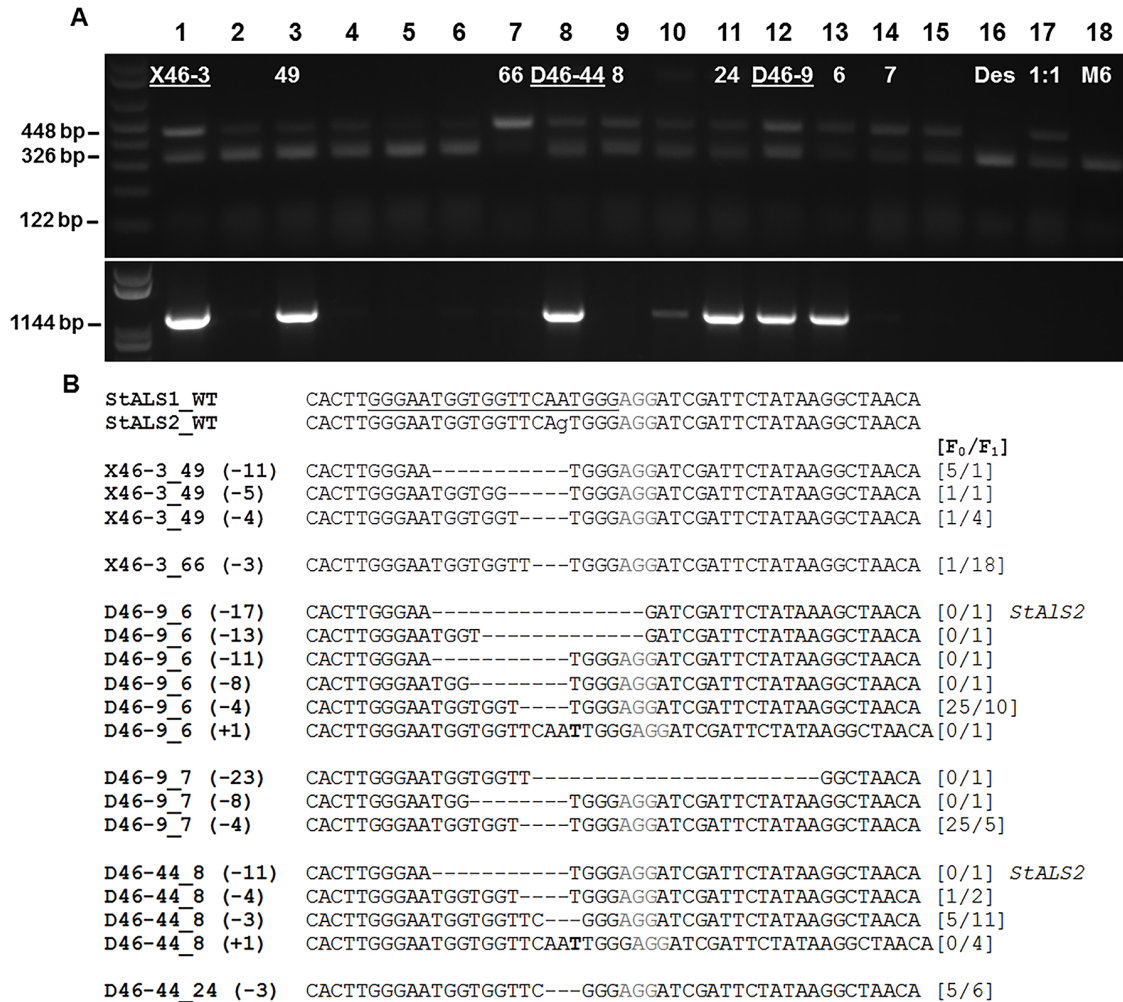 A
1 2 3 4 5 6 7 8 9 10 11 12 13 14 15 16 17 18
X46-3 49 66 D46-44 8 24 D46-9 6 7 Des 1:1 M6
448 bp
326 bp
122 bp
1144 bp
B
StALS1_WT CACTTGGGAATGGTGGTTCAATGGGAGGATCGATTCTATAAGGCTAACA
StALS2_WT CACTTGGGAATGGTGGTTCAgTGGGAGGATCGATTCTATAAGGCTAACA
[F0/F1]
X46-3_49 (-11) CACTTGGGAA-----------TGGGAGGATCGATTCTATAAGGCTAACA [5/1]
X46-3_49 (-5) CACTTGGGAATGGTGG-----TGGGAGGATCGATTCTATAAGGCTAACA [1/1]
X46-3_49 (-4) CACTTGGGAATGGTGGT----TGGGAGGATCGATTCTATAAGGCTAACA [1/4]
X46-3_66 (-3) CACTTGGGAATGGTGGTT---TGGGAGGATCGATTCTATAAGGCTAACA [1/18]
D46-9_6 (-17) CACTTGGGAA-----------------GATCGATTCTATAAAGCTAACA [0/1] StAlS2
D46-9_6 (-13) CACTTGGGAATGGT-------------GATCGATTCTATAAGGCTAACA [0/1]
D46-9_6 (-11) CACTTGGGAA-----------TGGGAGGATCGATTCTATAAGGCTAACA [0/1]
D46-9_6 (-8) CACTTGGGAATGG--------TGGGAGGATCGATTCTATAAGGCTAACA [0/1]
D46-9_6 (-4) CACTTGGGAATGGTGGT----TGGGAGGATCGATTCTATAAGGCTAACA [25/10]
D46-9_6 (+1) CACTTGGGAATGGTGGTTCAATTGGGAGGATCGATTCTATAAGGCTAACA [0/1]
D46-9_7 (-23) CACTTGGGAATGGTGGTT-----------------------GGCTAACA [0/1]
D46-9_7 (-8) CACTTGGGAATGG--------TGGGAGGATCGATTCTATAAGGCTAACA [0/1]
D46-9_7 (-4) CACTTGGGAATGGTGGT----TGGGAGGATCGATTCTATAAGGCTAACA [25/5]
D46-44_8 (-11) CACTTGGGAA-----------TGGGAGGATCGATTCTATAAGGCTAACA [0/1] StALS2
D46-44_8 (-4) CACTTGGGAATGGTGGT----TGGGAGGATCGATTCTATAAGGCTAACA [1/2]
D46-44_8 (-3) CACTTGGGAATGGTGGTTC---GGGAGGATCGATTCTATAAGGCTAACA [5/11]
D46-44_8 (+1) CACTTGGGAATGGTGGTTCAATTGGGAGGATCGATTCTATAAGGCTAACA [0/4]
D46-44_24 (-3) CACTTGGGAATGGTGGTTC---GGGAGGATCGATTCTATAAGGCTAACA [5/6]